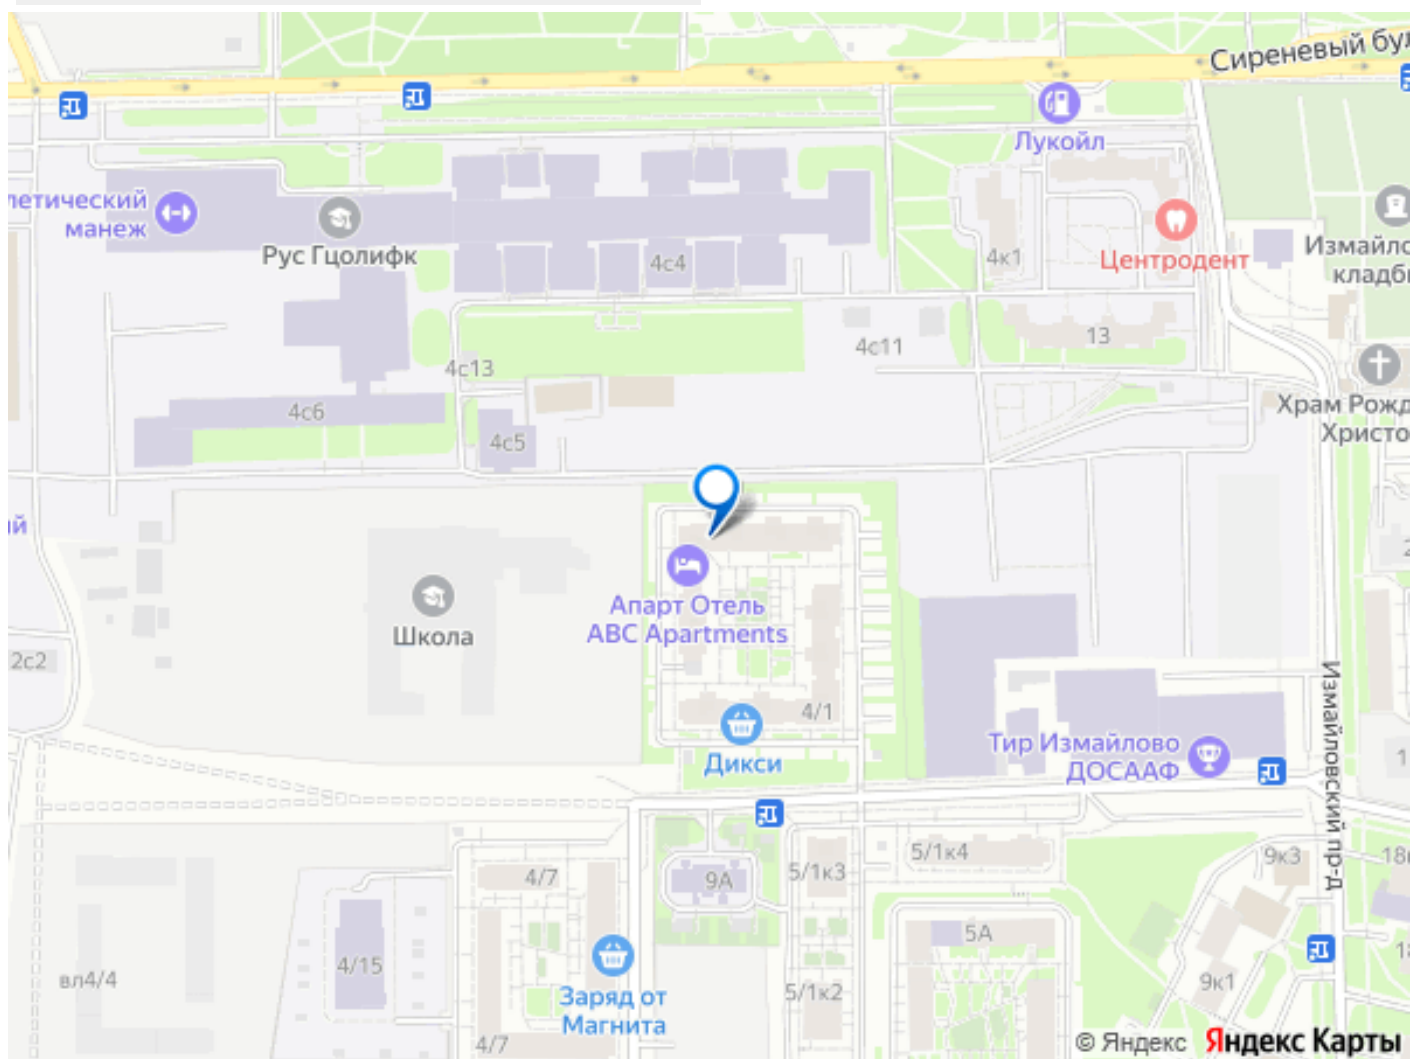 Сиреневый бул
Лукойл
летический
манеж
Рус Гцолифк
4с4
4к1
Центродент
Измайло
кладб
4с13
4с11
13
4с6
4с5
Храм Рожд
Христо
ий
Апарт Отель
ABC Apartments
Школа
2с2
4/1
Дикси
Тир Измайлово
ДОСААФ
Измайловский пр-д
5/1к4
5/1к3
9к3
18
4/7
9А
5А
4/15
вл4/4
9к1
5/1к2
Заряд от
Магнита
4/7
© Яндекс Яндекс Карты